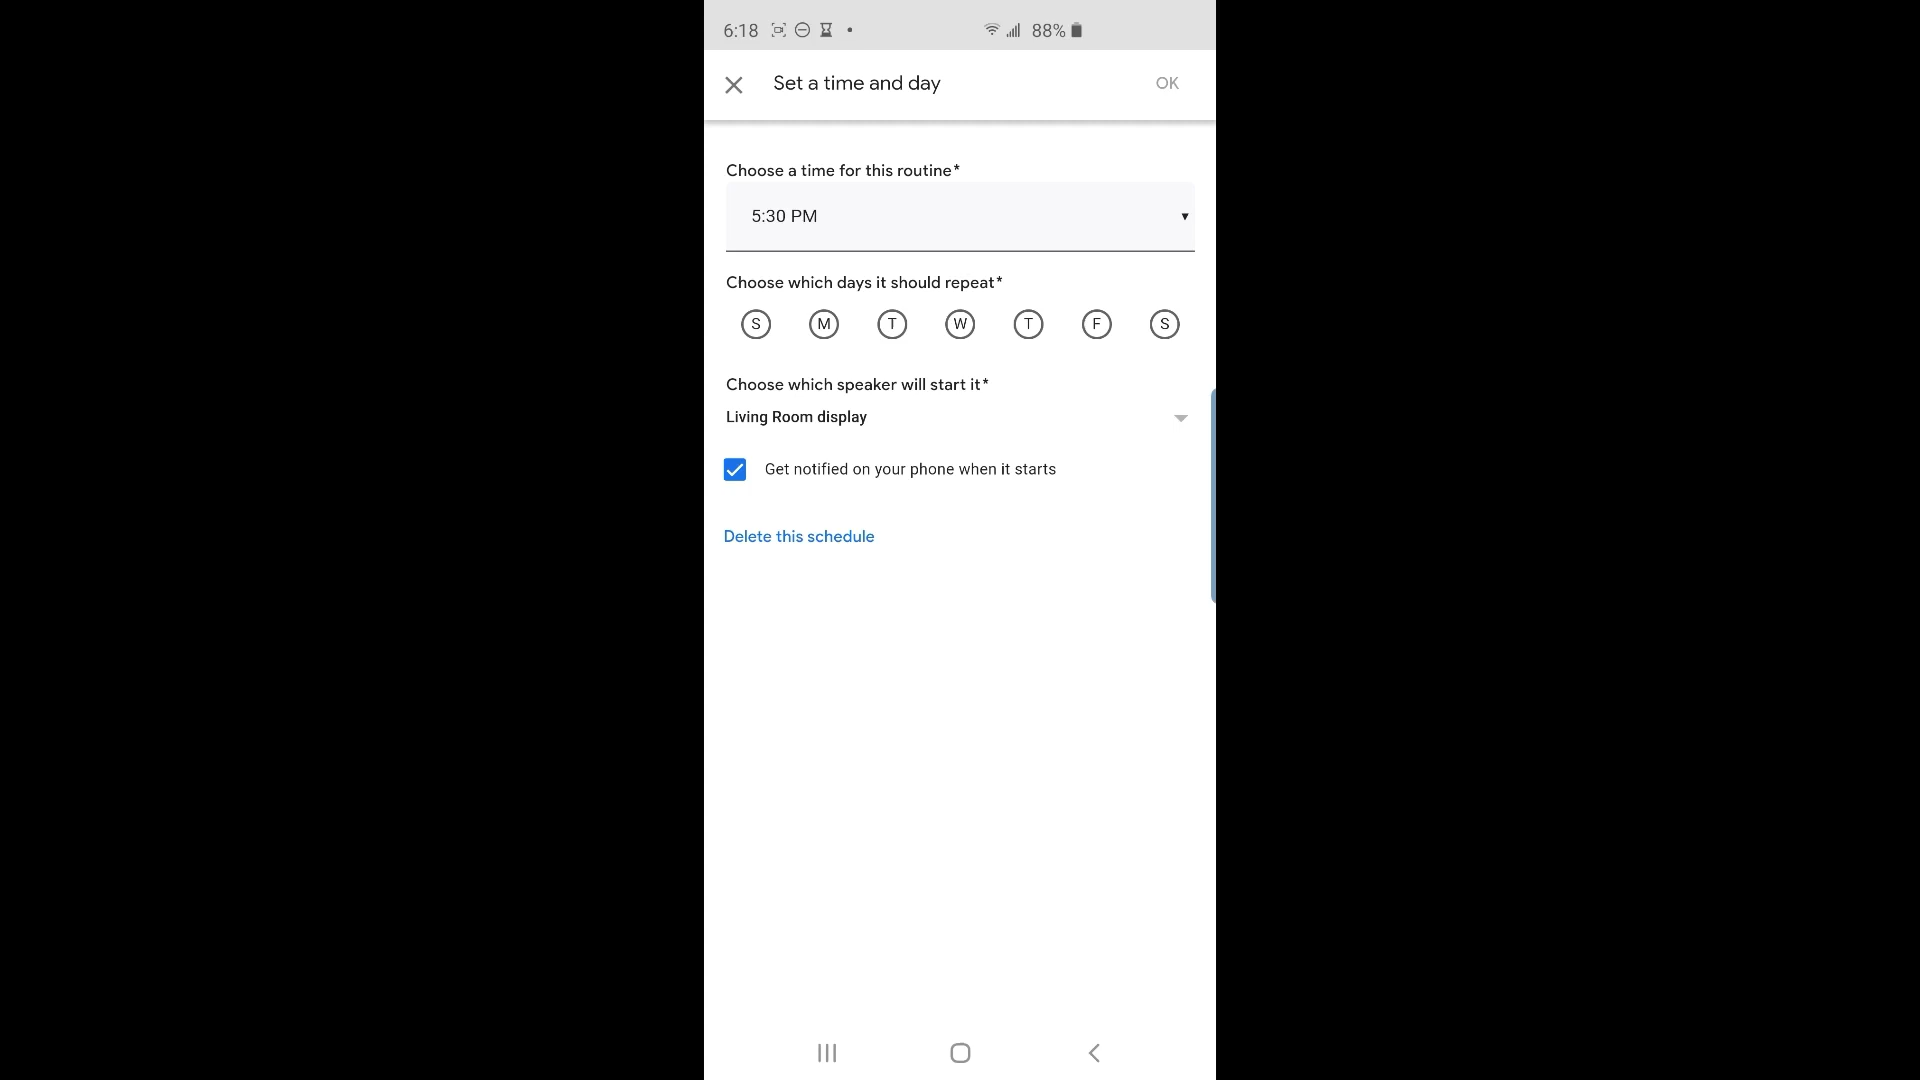 6:18 88%
Set a time and day OK
Choose a time for this routine*
5:30 PM
Choose which days it should repeat*
S M T W T F S
Choose which speaker will start it*
Living Room display
Get notified on your phone when it starts
Delete this schedule